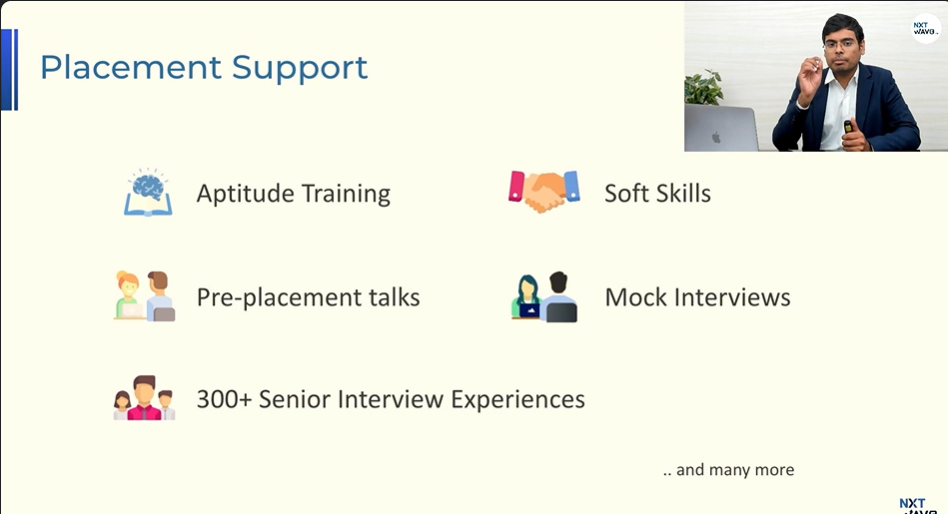 NXT
WAVE
Placement Support
Aptitude Training
Soft Skills
Pre-placement talks
Mock Interviews
300+ Senior Interview Experiences
.. and many more
NXT
WAVE